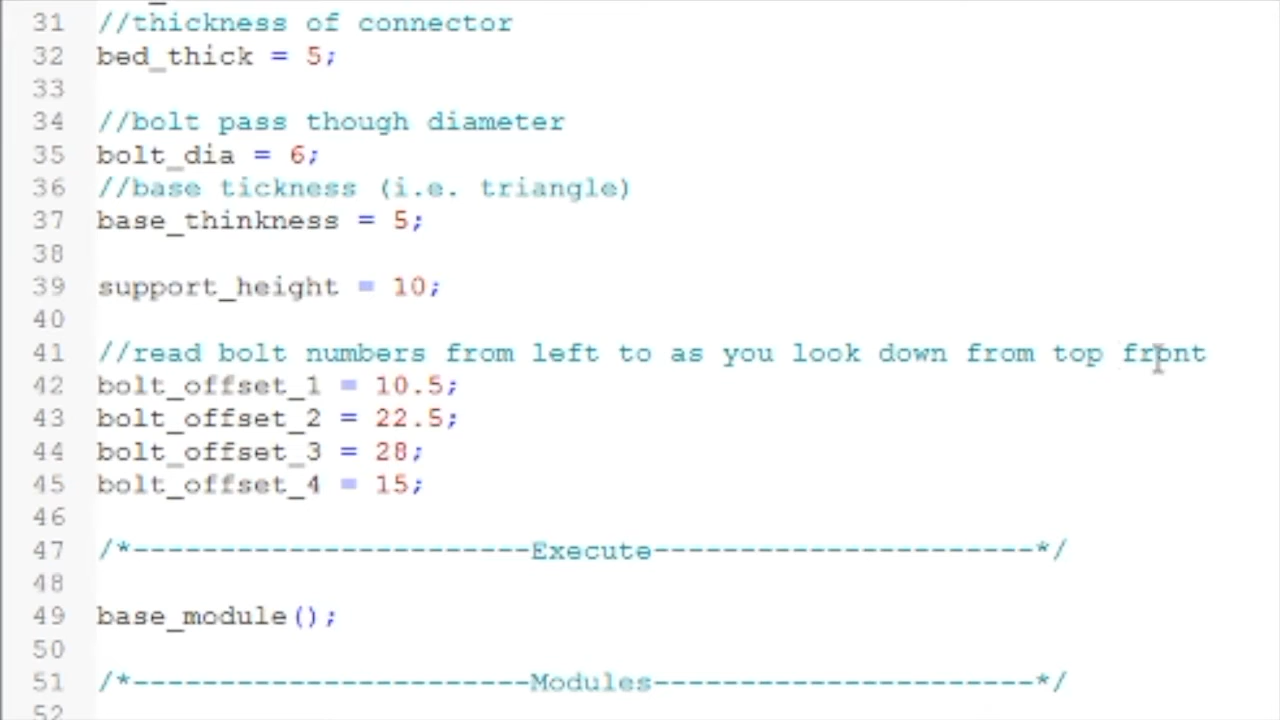 31 //thickness of connector
32 bed_thick = 5;
33
34 //bolt pass though diameter
35 bolt_dia = 6;
36 //base tickness (i.e. triangle)
37 base_thinkness = 5;
38
39 support_height = 10;
40
41 //read bolt numbers from left to as you look down from top front
42 bolt_offset_1 = 10.5;
43 bolt_offset_2 = 22.5;
44 bolt_offset_3 = 28;
45 bolt_offset_4 = 15;
46
47 /*-----------------------Execute----------------------*/
48
49 base_module();
50
51 /*-----------------------Modules----------------------*/
52